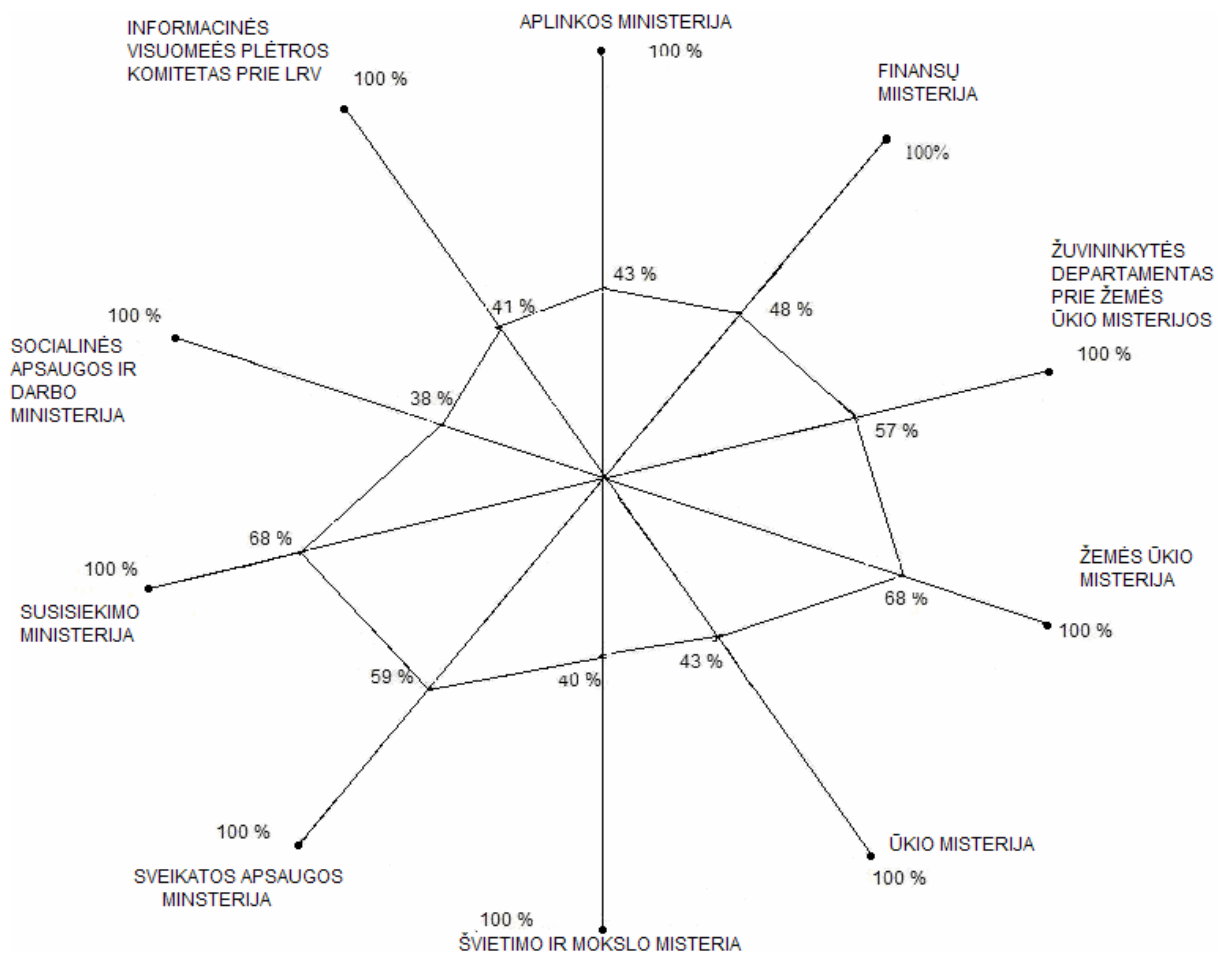 APLINKOS MINISTERIJA
100 %
INFORMACINĖS
VISUOMEĖS PLĖTROS
KOMITETAS PRIE LRV
100 %
FINANSŲ
MIISTERIJA
100%
ŽUVININKYTĖS
DEPARTAMENTAS
PRIE ŽEMĖS
ŪKIO MISTERIJOS
100 %
43 %
41 %
48 %
100 %
SOCIALINĖS
APSAUGOS IR
DARBO
MINISTERIJA
38 %
57 %
68 %
100 %
SUSISIEKIMO
MINISTERIJA
ŽEMĖS ŪKIO
MISTERIJA
68 %
100 %
59 %
40 %
43 %
100 %
SVEIKATOS APSAUGOS
MINSTERIJA
ŪKIO MISTERIJA
100 %
100 %
ŠVIETIMO IR MOKSLO MISTERIA